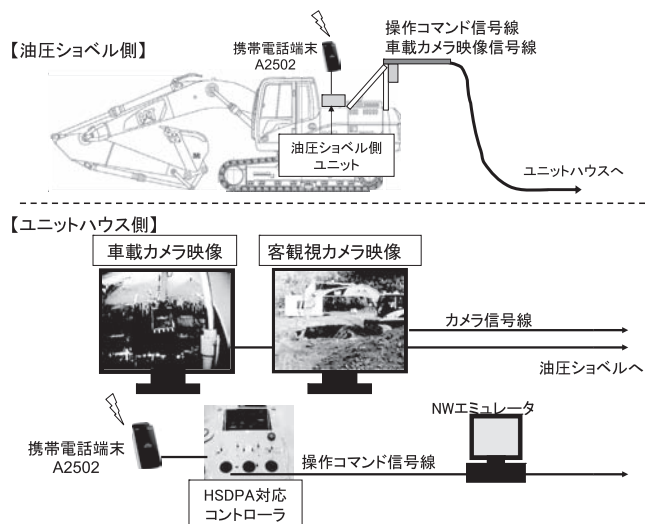 操作コマンド信号線
車載カメラ映像信号線
【油圧ショベル側】
携帯電話端末
A2502
油圧ショベル側
ユニット
ユニットハウスへ
【ユニットハウス側】
車載カメラ映像
客観視カメラ映像
カメラ信号線
油圧ショベルへ
NWエミュレータ
携帯電話端末
A2502
操作コマンド信号線
HSDPA対応
コントローラ